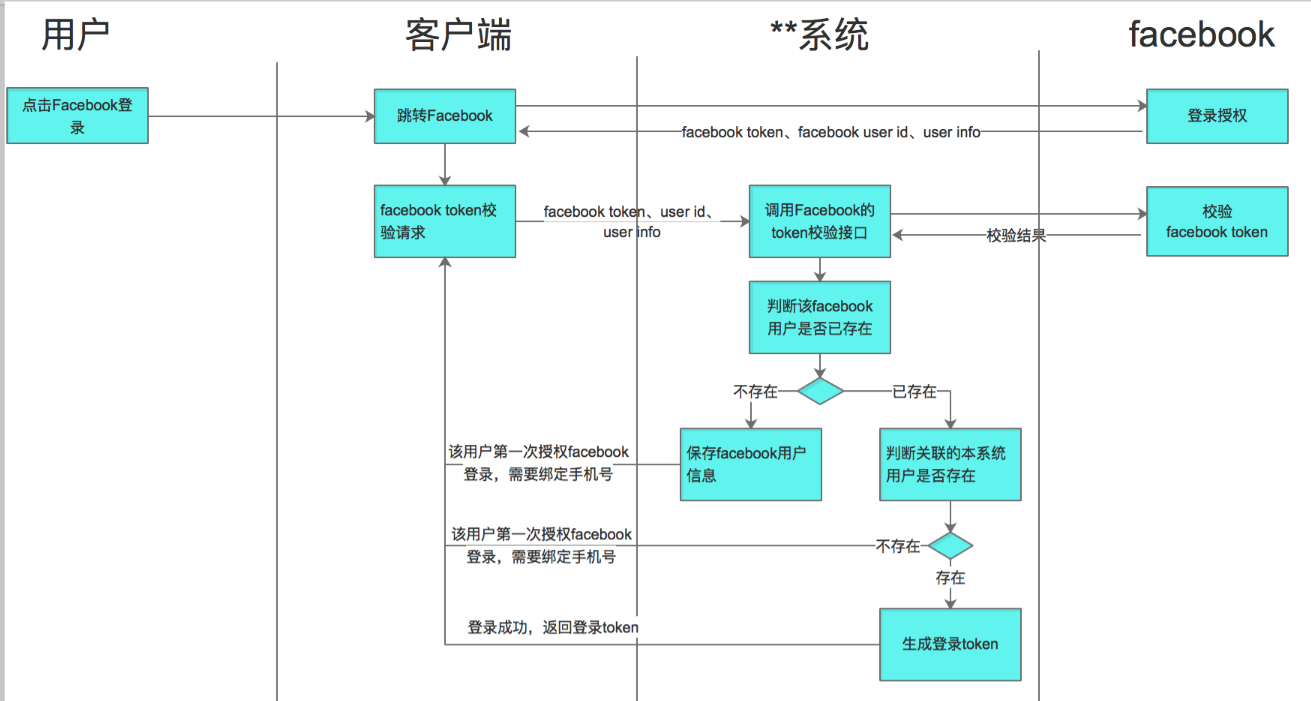 用户
客户端
**系统
facebook
点击Facebook登
录
跳转Facebook
登录授权
facebook token、facebook user id、user info
facebook token校
验请求
facebook token、user id、
user info
调用Facebook的
token校验接口
校验结果
校验
facebook token
判断该facebook
用户是否已存在
不存在
已存在
该用户第一次授权facebook
登录，需要绑定手机号
保存facebook用户
信息
判断关联的本系统
用户是否存在
该用户第一次授权facebook
登录，需要绑定手机号
不存在
存在
登录成功，返回登录token
生成登录token